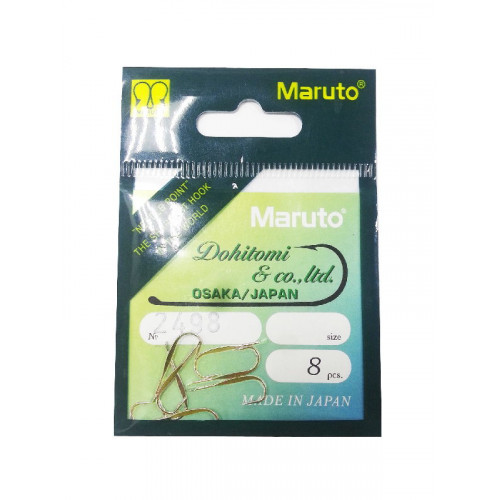 Maruto®
POINT
HOOK
THE
WORLD
Maruto®
Dohitomi
& co., ltd.
OSAKA/JAPAN
№ 2498
size
8 pcs.
MADE IN JAPAN